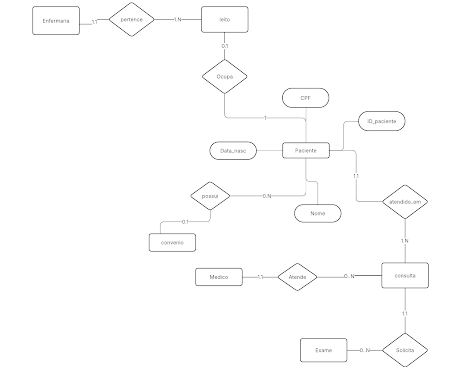 Enfermaria
1:1
pertence
1:N
leito
0:1
Ocupa
CPF
1
ID_paciente
Data_nasc
Paciente
1:1
possui
0..N
atendido_em
Nome
0:1
convenio
1:N
Medico
1:1
Atende
0..N
consulta
1:1
Exame
0..N
Solicita